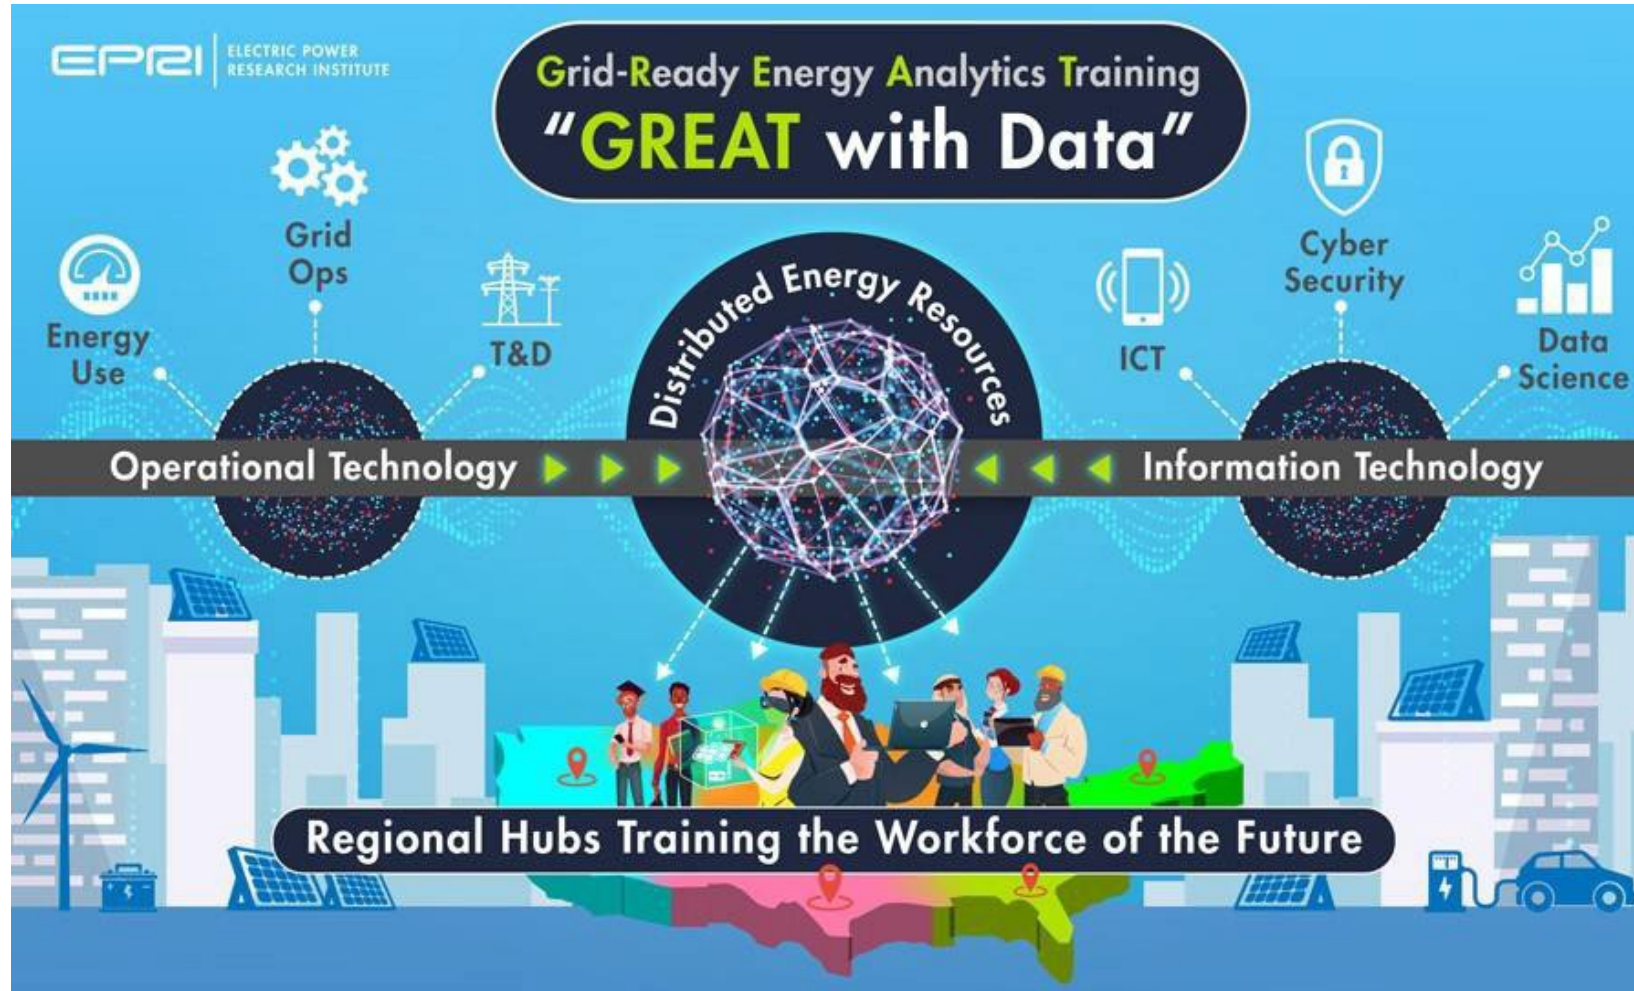 EPRI
ELECTRIC POWER
RESEARCH INSTITUTE
Grid-Ready Energy Analytics Training
“GREAT with Data”
Energy
Use
Grid
Ops
T&D
Distributed Energy Resources
ICT
Cyber
Security
Data
Science
Operational Technology
Information Technology
Regional Hubs Training the Workforce of the Future